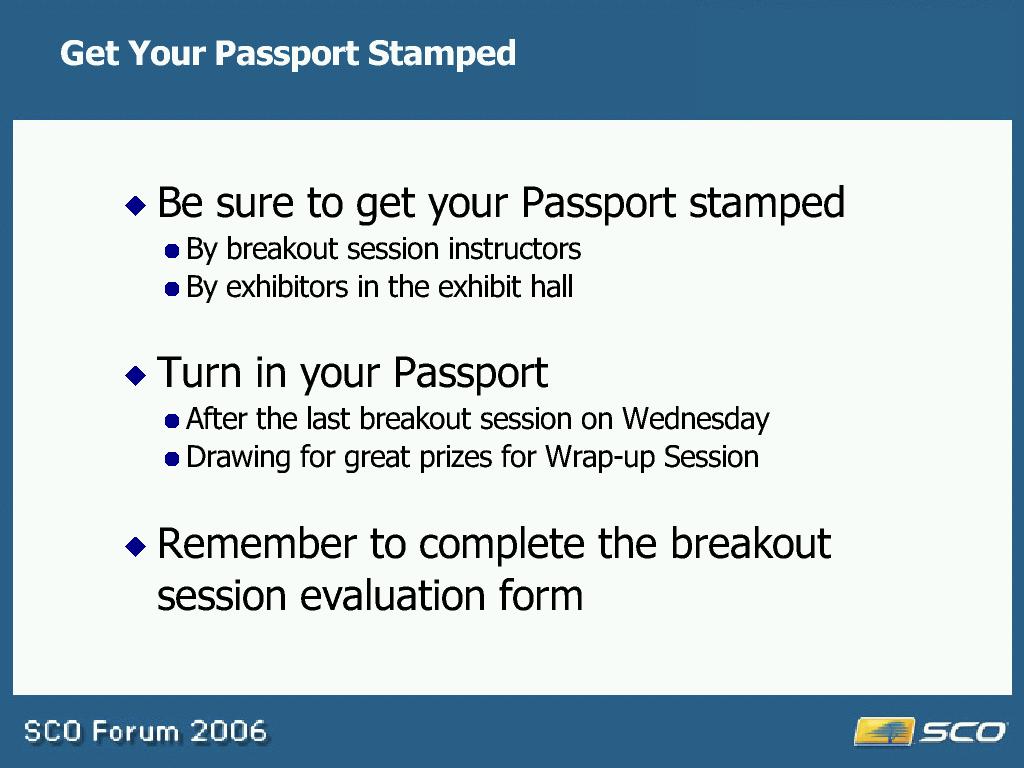 Get Your Passport Stamped
Be sure to get your Passport stamped
By breakout session instructors
By exhibitors in the exhibit hall
Turn in your Passport
After the last breakout session on Wednesday
Drawing for great prizes for Wrap-up Session
Remember to complete the breakout
session evaluation form
SCO Forum 2006
SCO